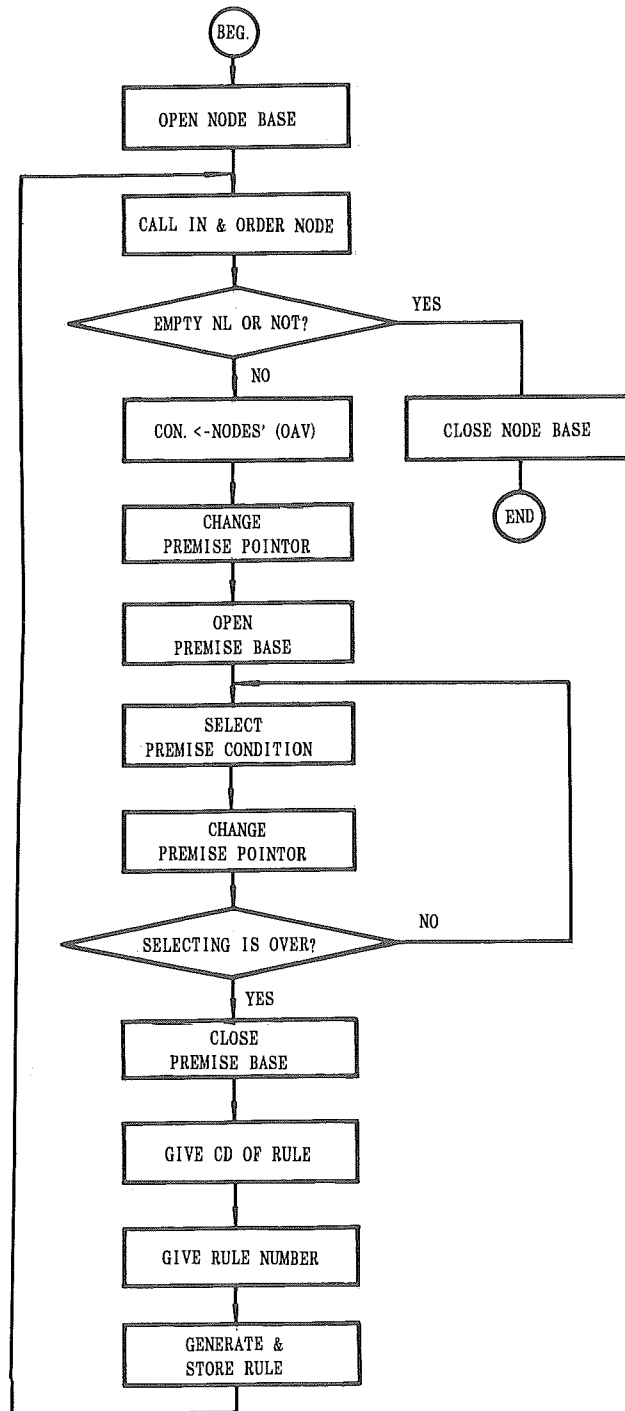 BEG.
OPEN NODE BASE
CALL IN & ORDER NODE
EMPTY NL OR NOT?
YES
NO
CON. <-NODES' (OAV)
CLOSE NODE BASE
END
CHANGE
PREMISE POINTOR
OPEN
PREMISE BASE
SELECT
PREMISE CONDITION
CHANGE
PREMISE POINTOR
SELECTING IS OVER?
NO
YES
CLOSE
PREMISE BASE
GIVE CD OF RULE
GIVE RULE NUMBER
GENERATE &
STORE RULE